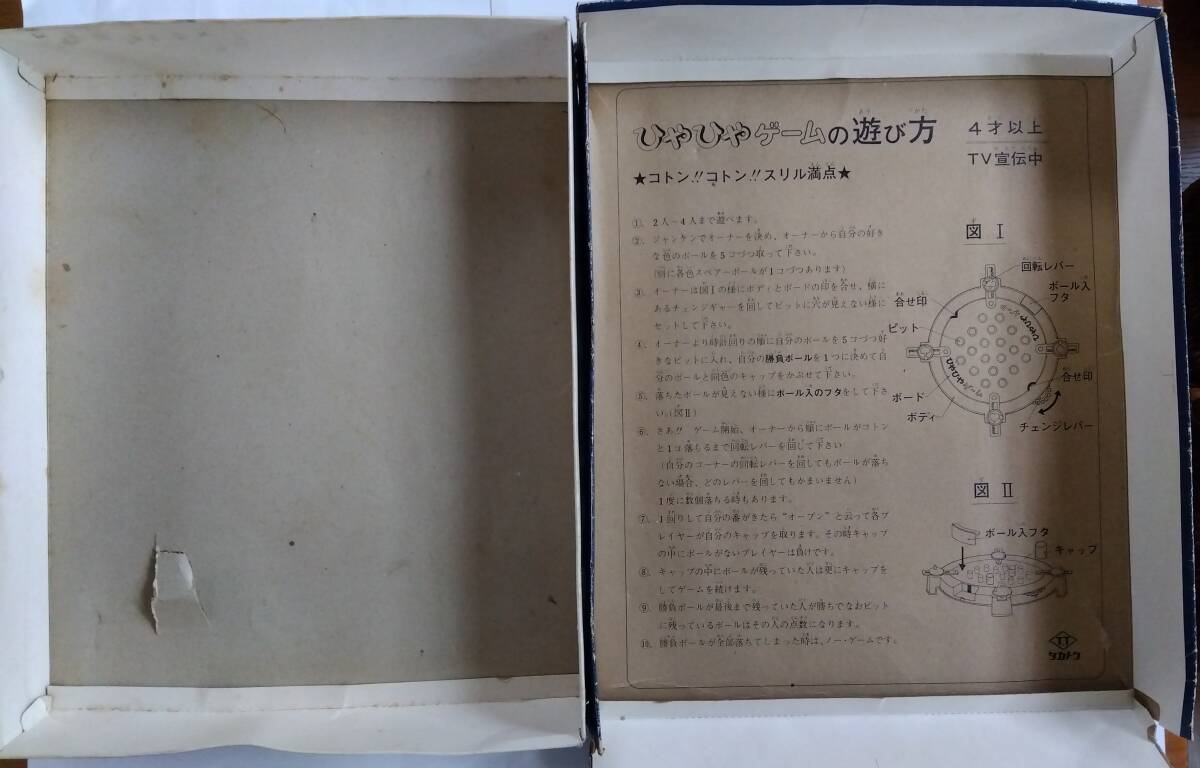 ひやひやゲームの遊び方
4才以上
TV宣伝中
★コトン!!コトン!!スリル満点★
①. 2人~4人まで遊べます。
②. ジャンケンでオーナーを決め、オーナーから自分の好き
な色のボールを5コづつ取って下さい。
(別に各色スペアーボールが1コづつあります)
③. オーナーは図Iの様にボディとボードの印を合せ、横に
あるチェンジギャーを回してピットに穴が見えない様に
セットして下さい。
④. オーナーより時計回りの順に自分のボールを5コづつ好
きなピットに入れ、自分の勝負ボールを1つに決めて自
分のボールと同色のキャップをかぶせて下さい。
⑤. 落ちたボールが見えない様にボール入のフタをして下さ
い。(図II)
⑥. さあ!! ゲーム開始、オーナーから順にボールがコトン
と1コ落ちるまで回転レバーを回して下さい
(自分のコーナーの回転レバーを回してもボールが落ち
ない場合、どのレバーを回してもかまいません)
1度に数個落ちる時もあります。
⑦. 1回りして自分の番がきたら“オープン”と云って各プ
レイヤーが自分のキャップを取ります。その時キャップ
の中にボールがないプレイヤーは負けです。
⑧. キャップの中にボールが残っていた人は更にキャップを
してゲームを続けます。
⑨. 勝負ボールが最後まで残っていた人が勝ちでなおピット
に残っているボールはその人の点数になります。
⑩. 勝負ボールが全部落ちてしまった時は、ノー・ゲームです。
図 I
回転レバー
ボール入
フタ
合せ印
ピット
ひやひやゲーム
合せ印
ボード
ボディ
チェンジレバー
図 II
ボール入フタ
キャップ
TT
タカトク